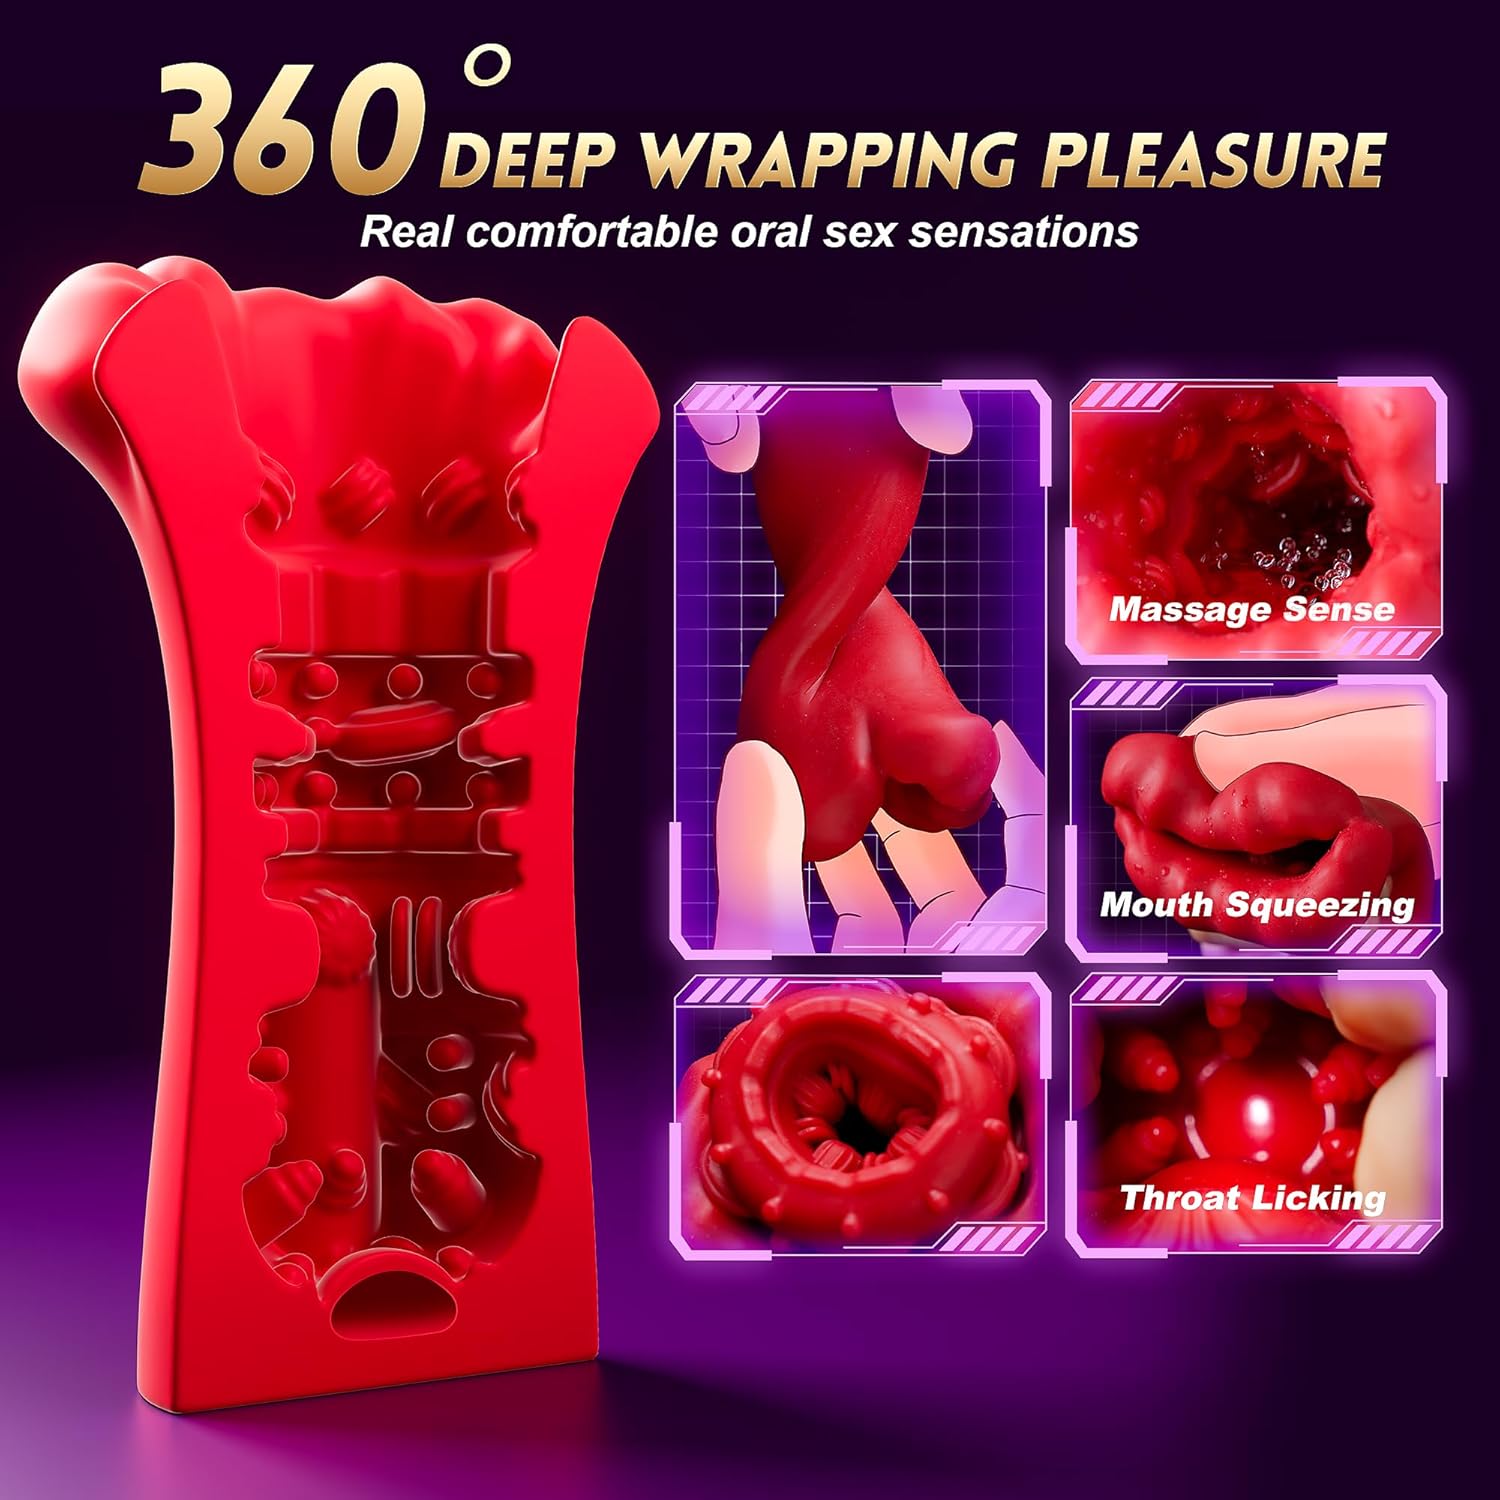 360°
DEEP WRAPPING PLEASURE
Real comfortable oral sex sensations
Massage Sense
Mouth Squeezing
Throat Licking